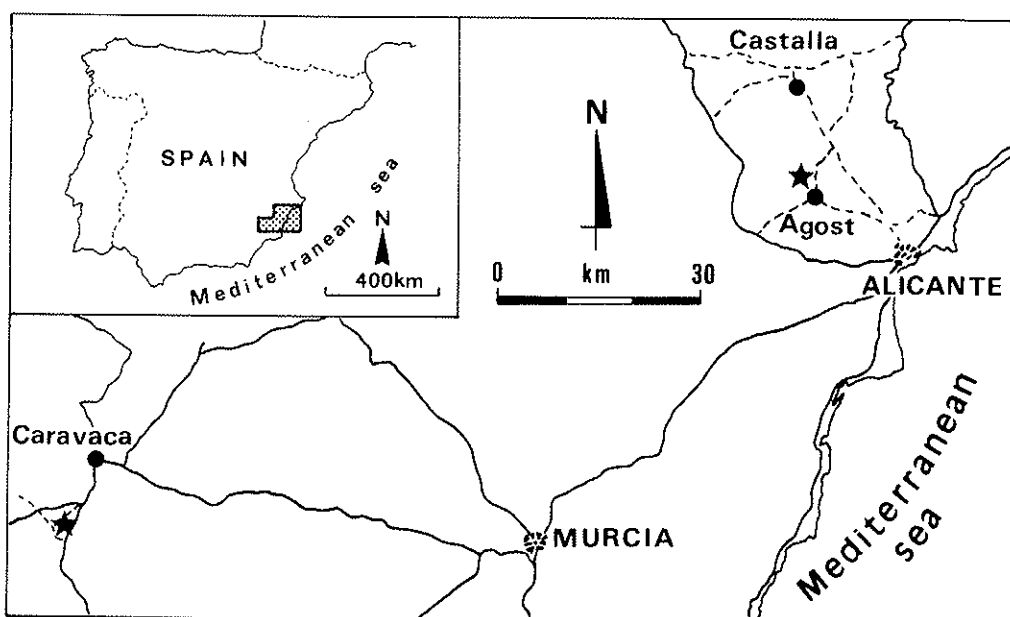 SPAIN
Mediterranean sea
N
400km
N
0 km 30
Castalla
Agost
ALICANTE
Caravaca
MURCIA
Mediterranean
sea